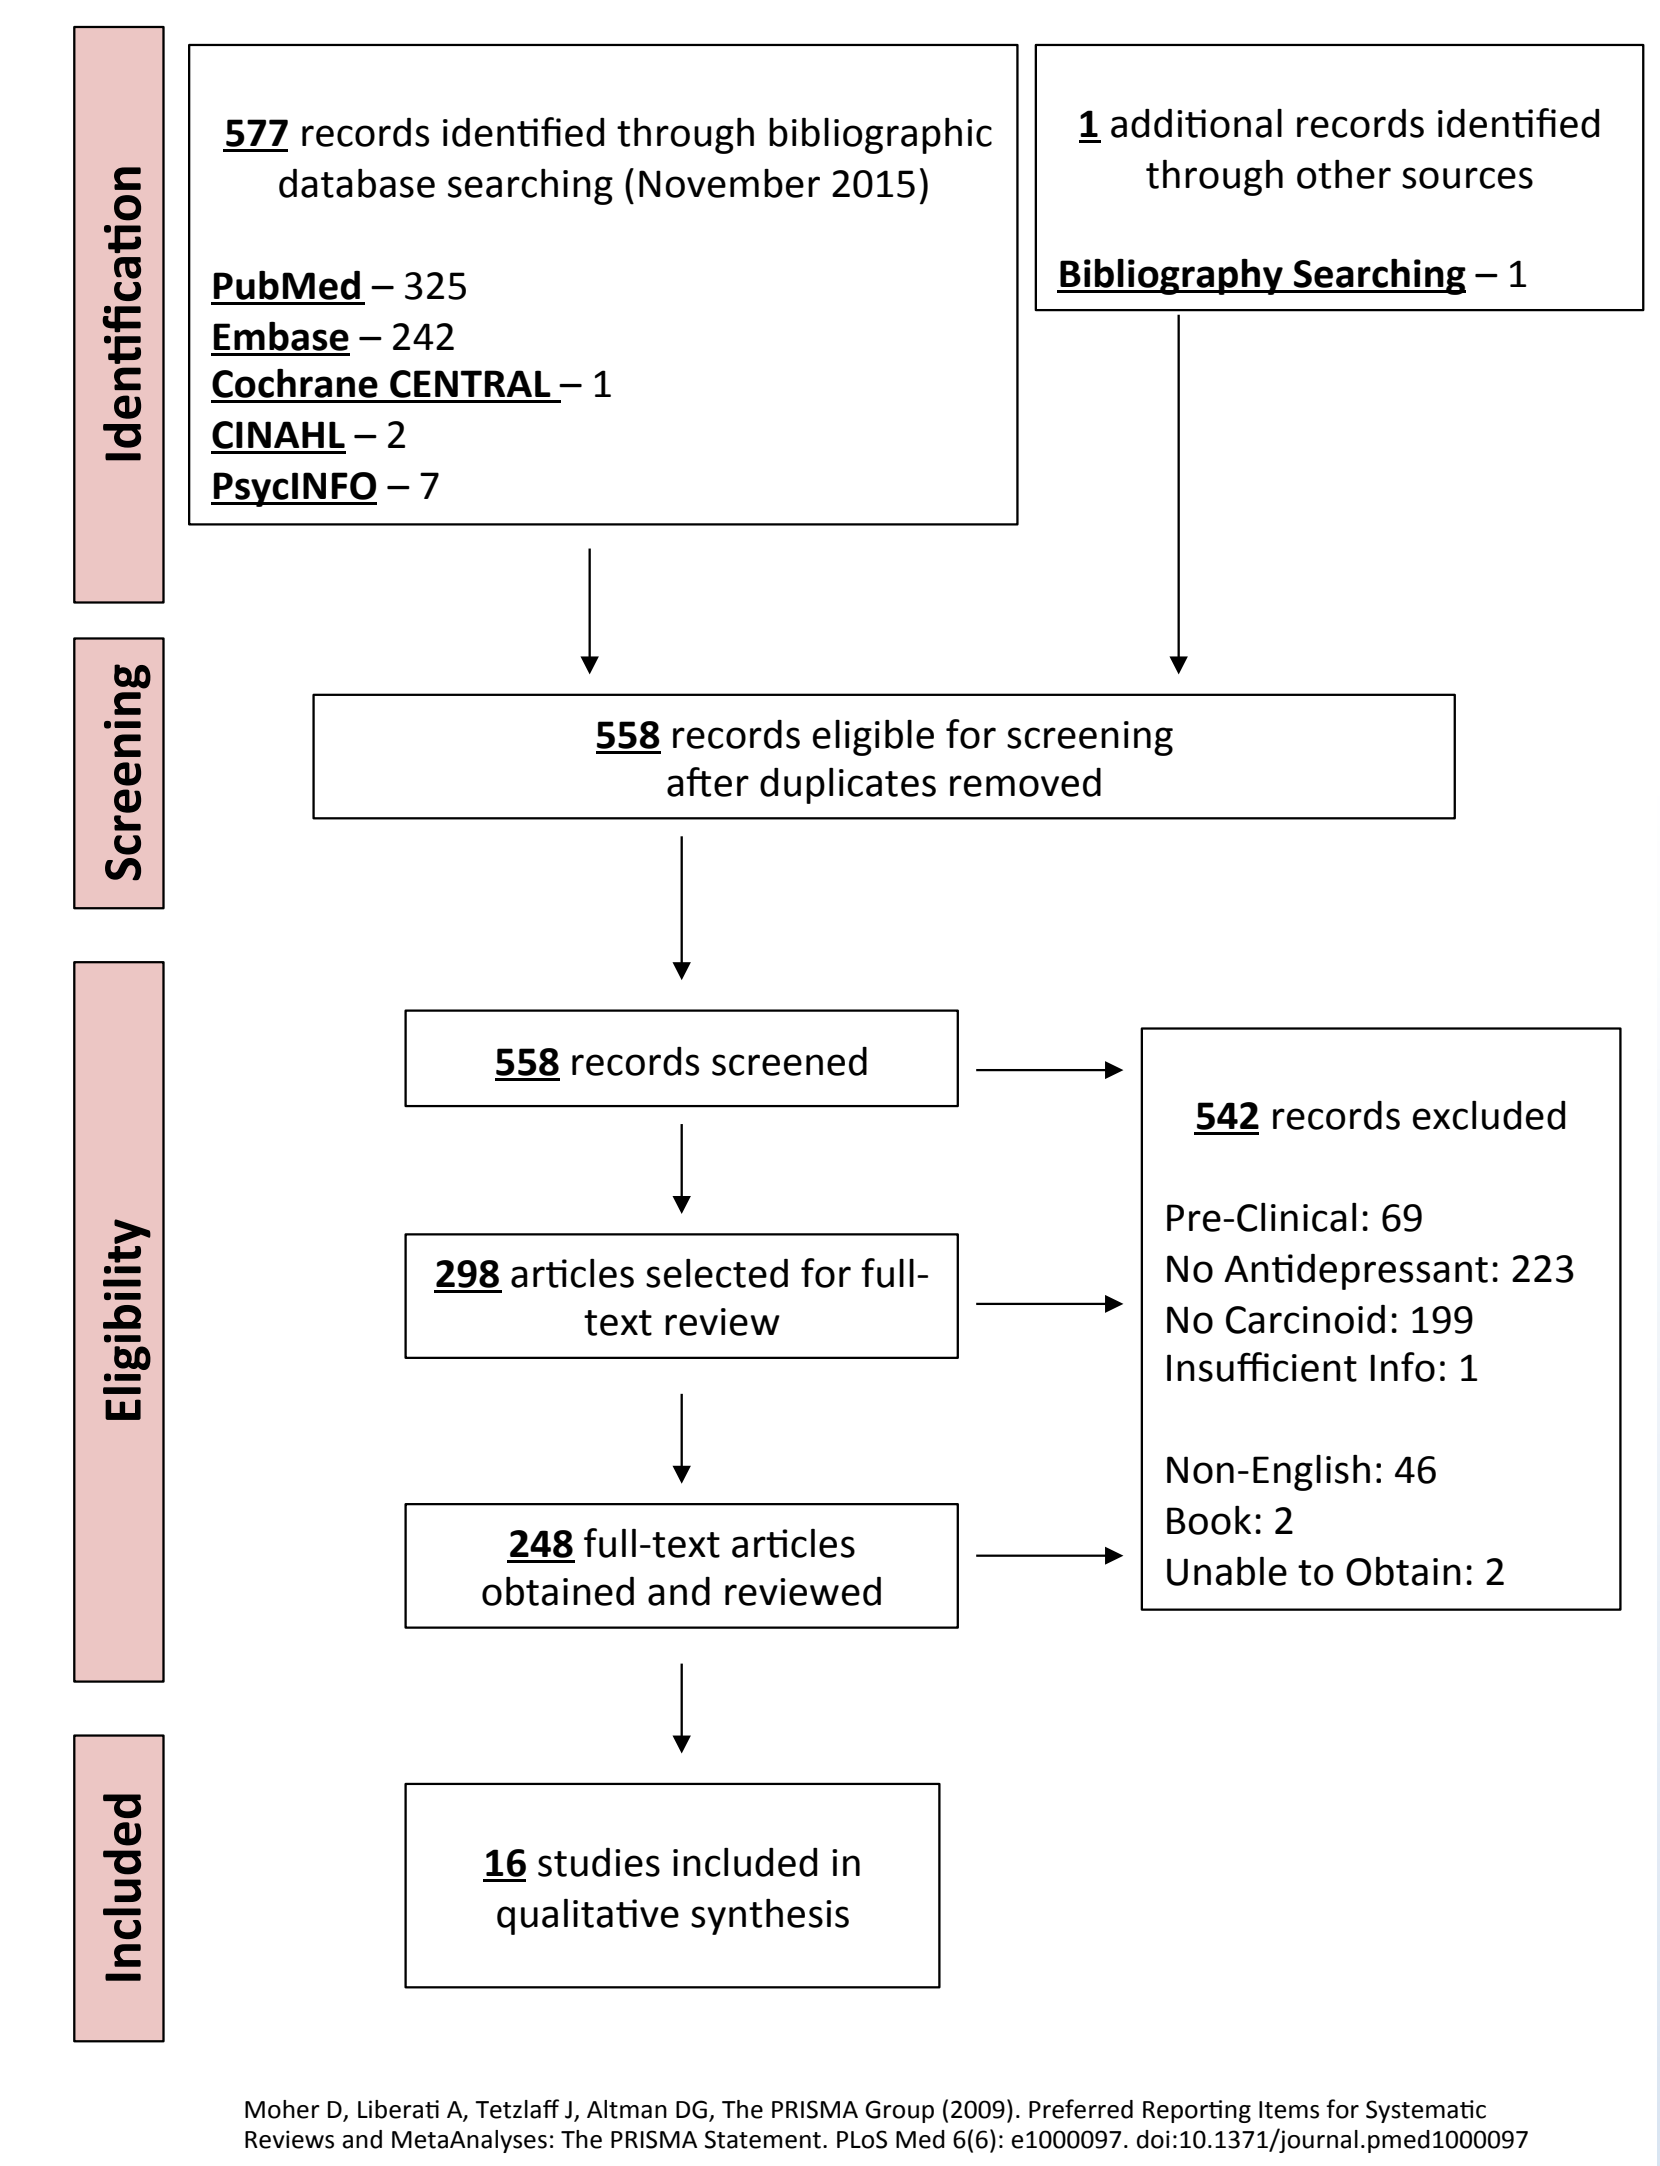 Identification
577 records identified through bibliographic
database searching (November 2015)
PubMed – 325
Embase – 242
Cochrane CENTRAL – 1
CINAHL – 2
PsycINFO – 7
1 additional records identified
through other sources
Bibliography Searching – 1
Screening
558 records eligible for screening
after duplicates removed
Eligibility
558 records screened
298 articles selected for full-
text review
248 full-text articles
obtained and reviewed
542 records excluded
Pre-Clinical: 69
No Antidepressant: 223
No Carcinoid: 199
Insufficient Info: 1
Non-English: 46
Book: 2
Unable to Obtain: 2
Included
16 studies included in
qualitative synthesis
Moher D, Liberati A, Tetzlaff J, Altman DG, The PRISMA Group (2009). Preferred Reporting Items for Systematic
Reviews and MetaAnalyses: The PRISMA Statement. PLoS Med 6(6): e1000097. doi:10.1371/journal.pmed1000097